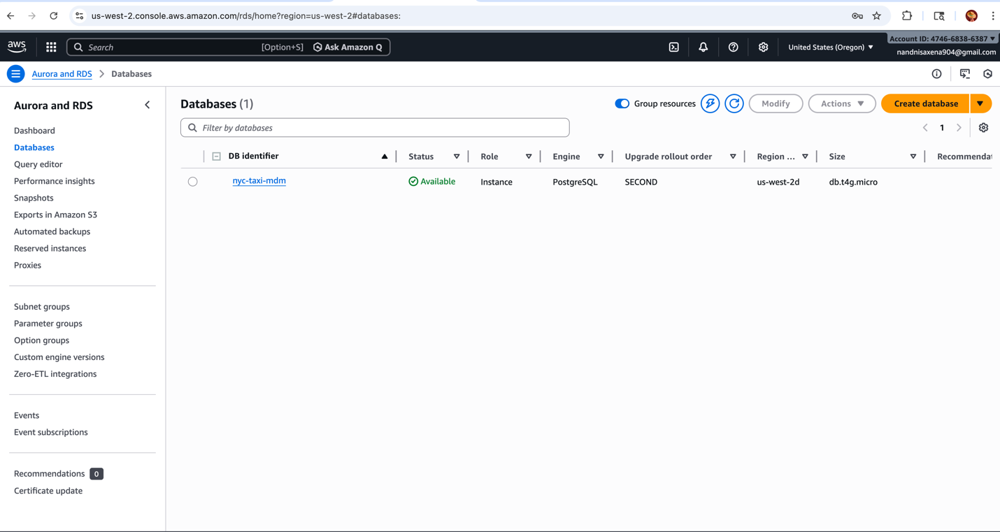 us-west-2.console.aws.amazon.com/rds/home?region=us-west-2#databases:
aws
Search [Option+S] Ask Amazon Q
United States (Oregon)
Account ID: 4746-6838-6387
nandnisaxena904@gmail.com
Aurora and RDS > Databases
Aurora and RDS
Dashboard
Databases
Query editor
Performance insights
Snapshots
Exports in Amazon S3
Automated backups
Reserved instances
Proxies
Subnet groups
Parameter groups
Option groups
Custom engine versions
Zero-ETL integrations
Events
Event subscriptions
Recommendations 0
Certificate update
Databases (1)
Group resources
Modify
Actions
Create database
Filter by databases
1
DB identifier Status Role Engine Upgrade rollout order Region ... Size Recommendat
nyc-taxi-mdm Available Instance PostgreSQL SECOND us-west-2d db.t4g.micro